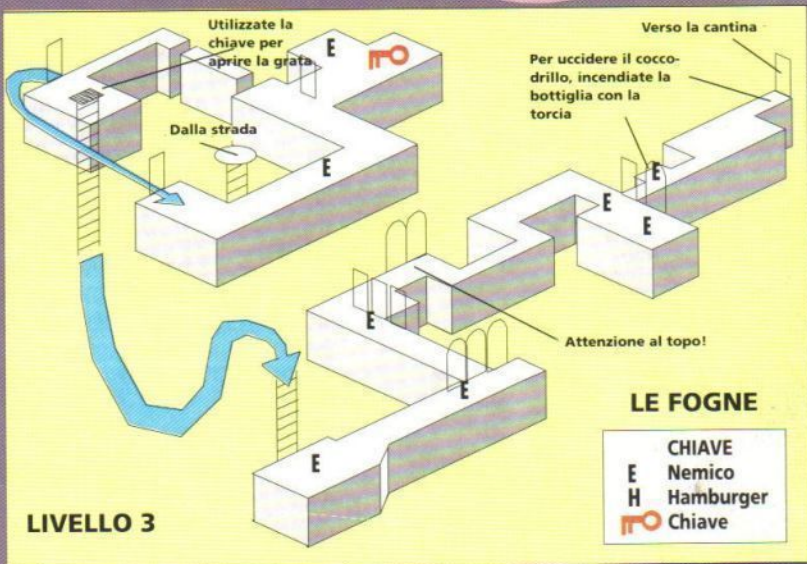 Utilizzate la
chiave per
aprire la grata
E
Verso la cantina
Per uccidere il cocco-
drillo, incendiate la
bottiglia con la
torcia
Dalla strada
E
E
E
E
Attenzione al topo!
E
E
E
LE FOGNE
CHIAVE
E Nemico
H Hamburger
Chiave
LIVELLO 3